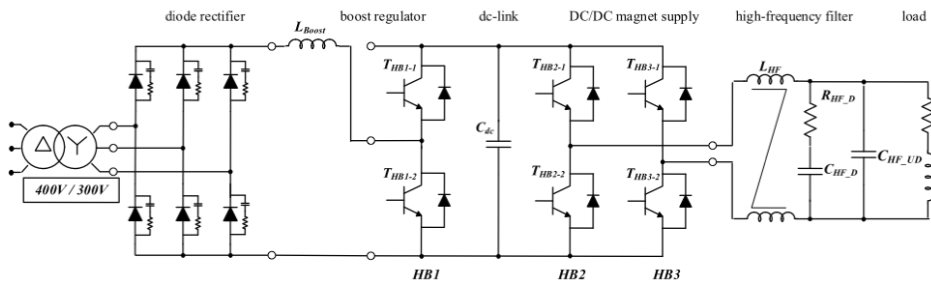 diode rectifier boost regulator dc-link DC/DC magnet supply high-frequency filter load
L_Boost
T_HB1-1 T_HB2-1 T_HB3-1 L_HF
R_HF_D
C_dc
Δ Y
T_HB1-2 T_HB2-2 T_HB3-2 C_HF_D C_HF_UD
400V / 300V
HB1 HB2 HB3